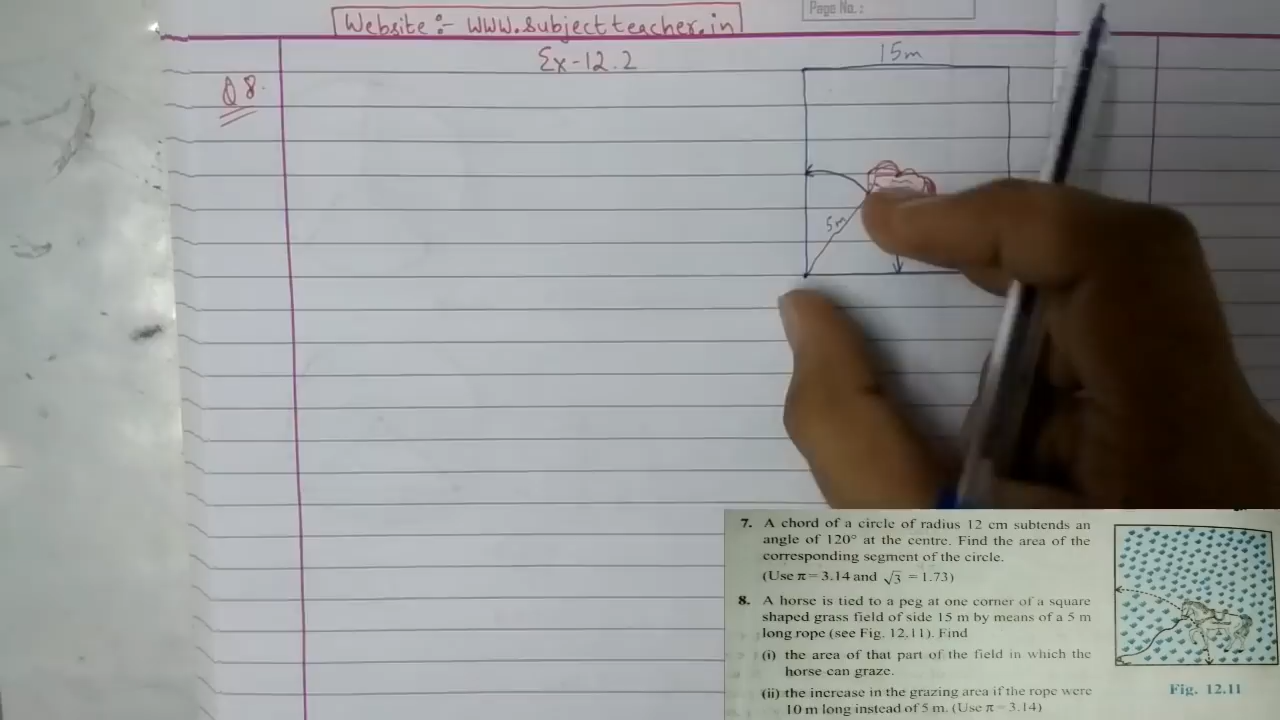 Page No. :
Website :- www.subjectteacher.in
Ex-12.2
15m
Q8.
5m
7. A chord of a circle of radius 12 cm subtends an
angle of 120° at the centre. Find the area of the
corresponding segment of the circle.
(Use π = 3.14 and √3 = 1.73)
8. A horse is tied to a peg at one corner of a square
shaped grass field of side 15 m by means of a 5 m
long rope (see Fig. 12.11). Find
(i) the area of that part of the field in which the
horse can graze.
(ii) the increase in the grazing area if the rope were
10 m long instead of 5 m. (Use π = 3.14)
Fig. 12.11